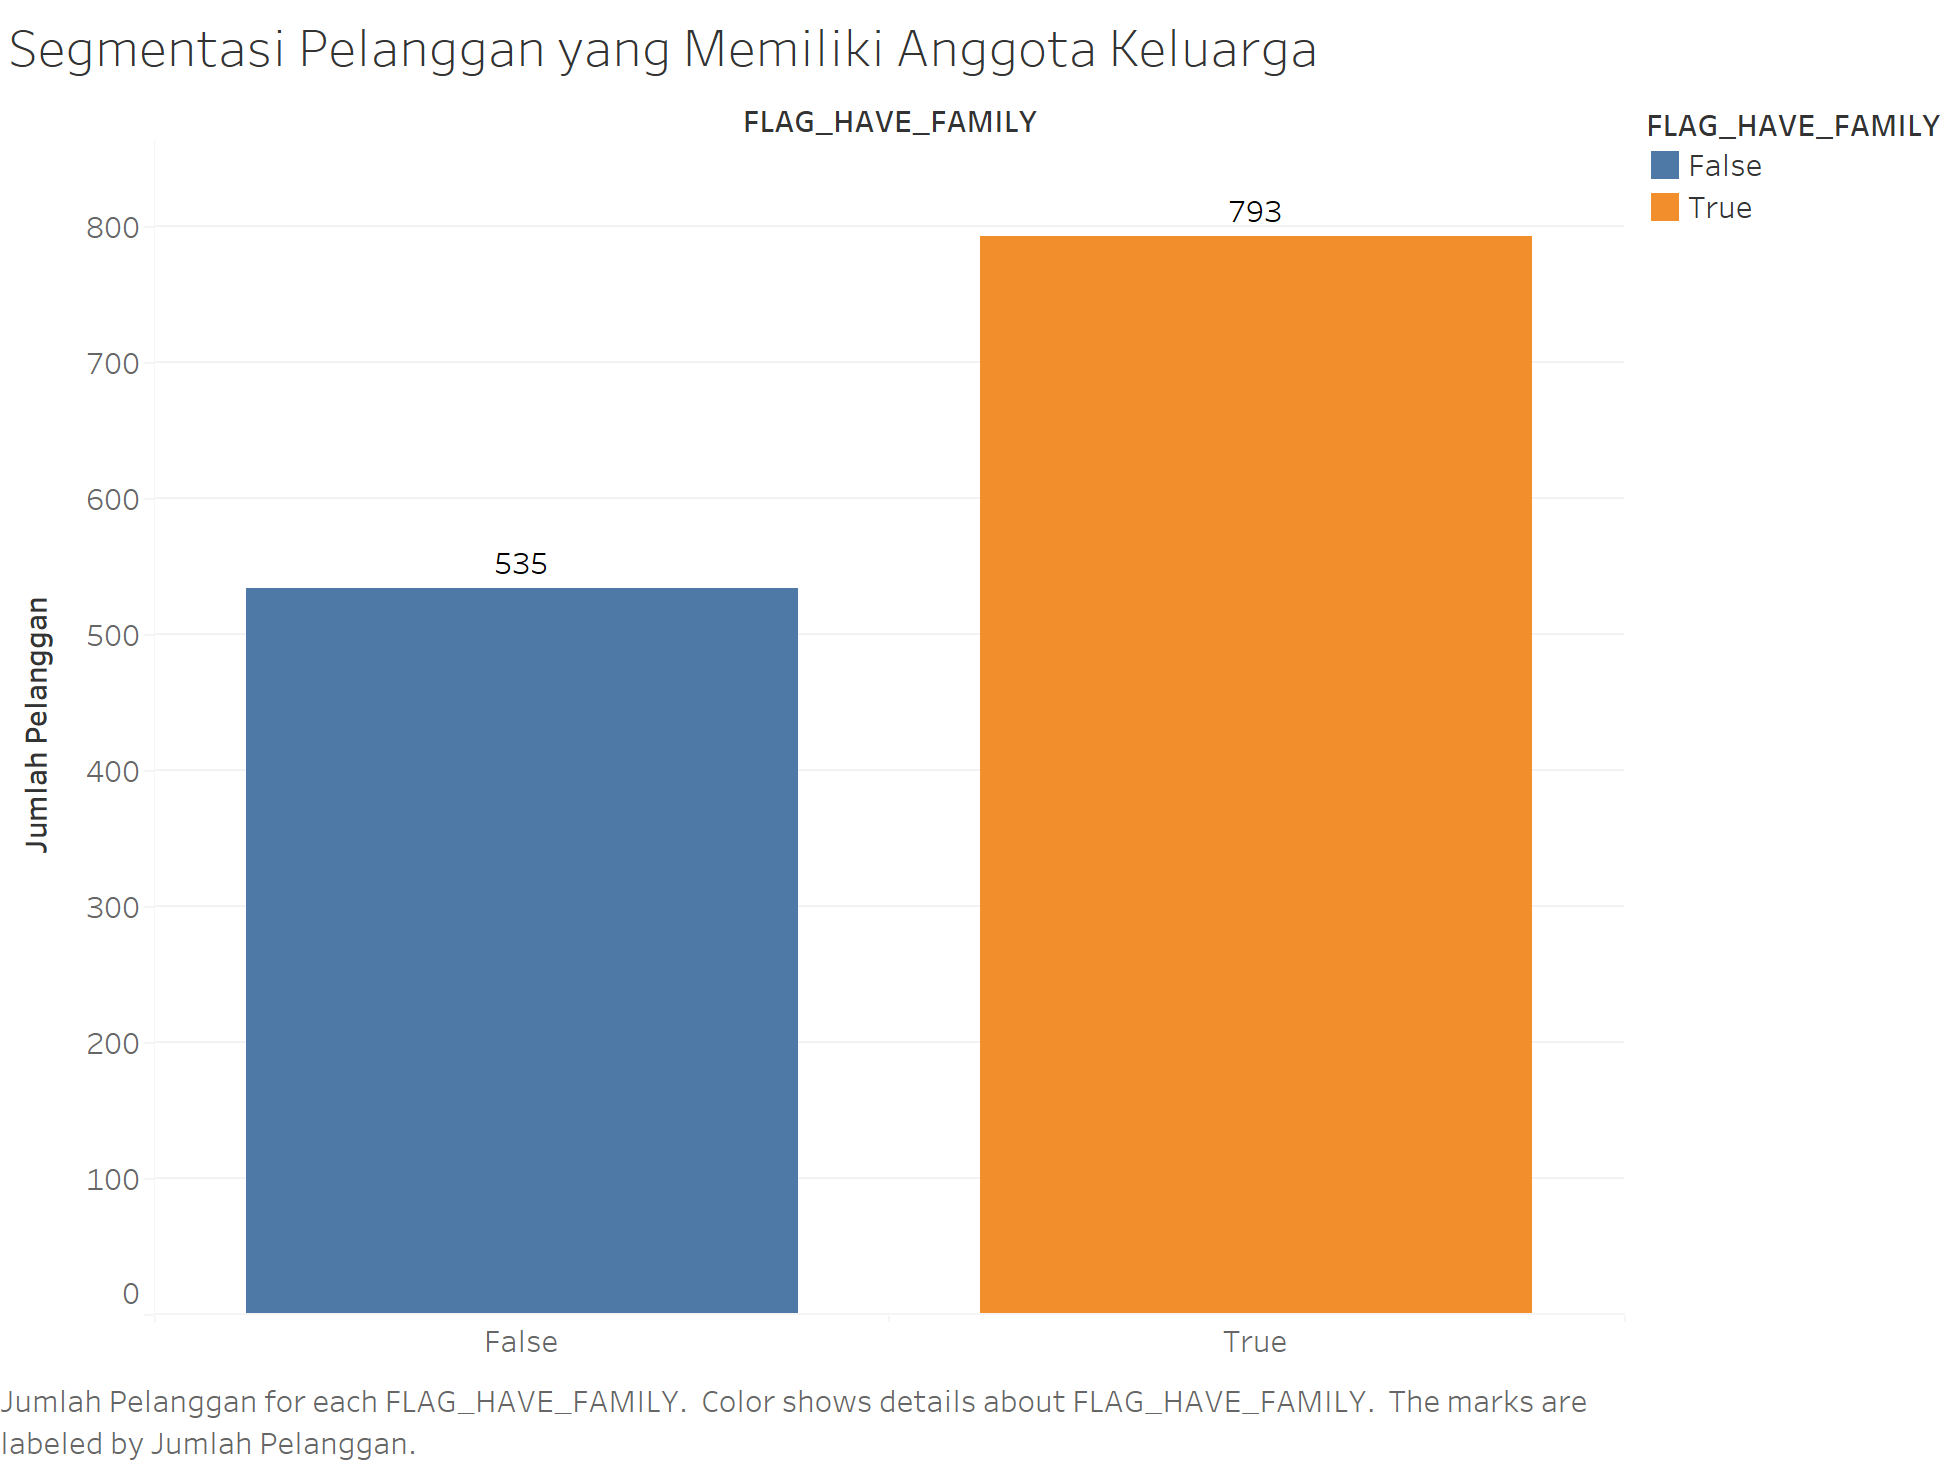 Segmentasi Pelanggan yang Memiliki Anggota Keluarga
FLAG_HAVE_FAMILY
FLAG_HAVE_FAMILY
False
True
Jumlah Pelanggan
800
700
600
500
400
300
200
100
0
535
793
False
True
Jumlah Pelanggan for each FLAG_HAVE_FAMILY.  Color shows details about FLAG_HAVE_FAMILY.  The marks are
labeled by Jumlah Pelanggan.